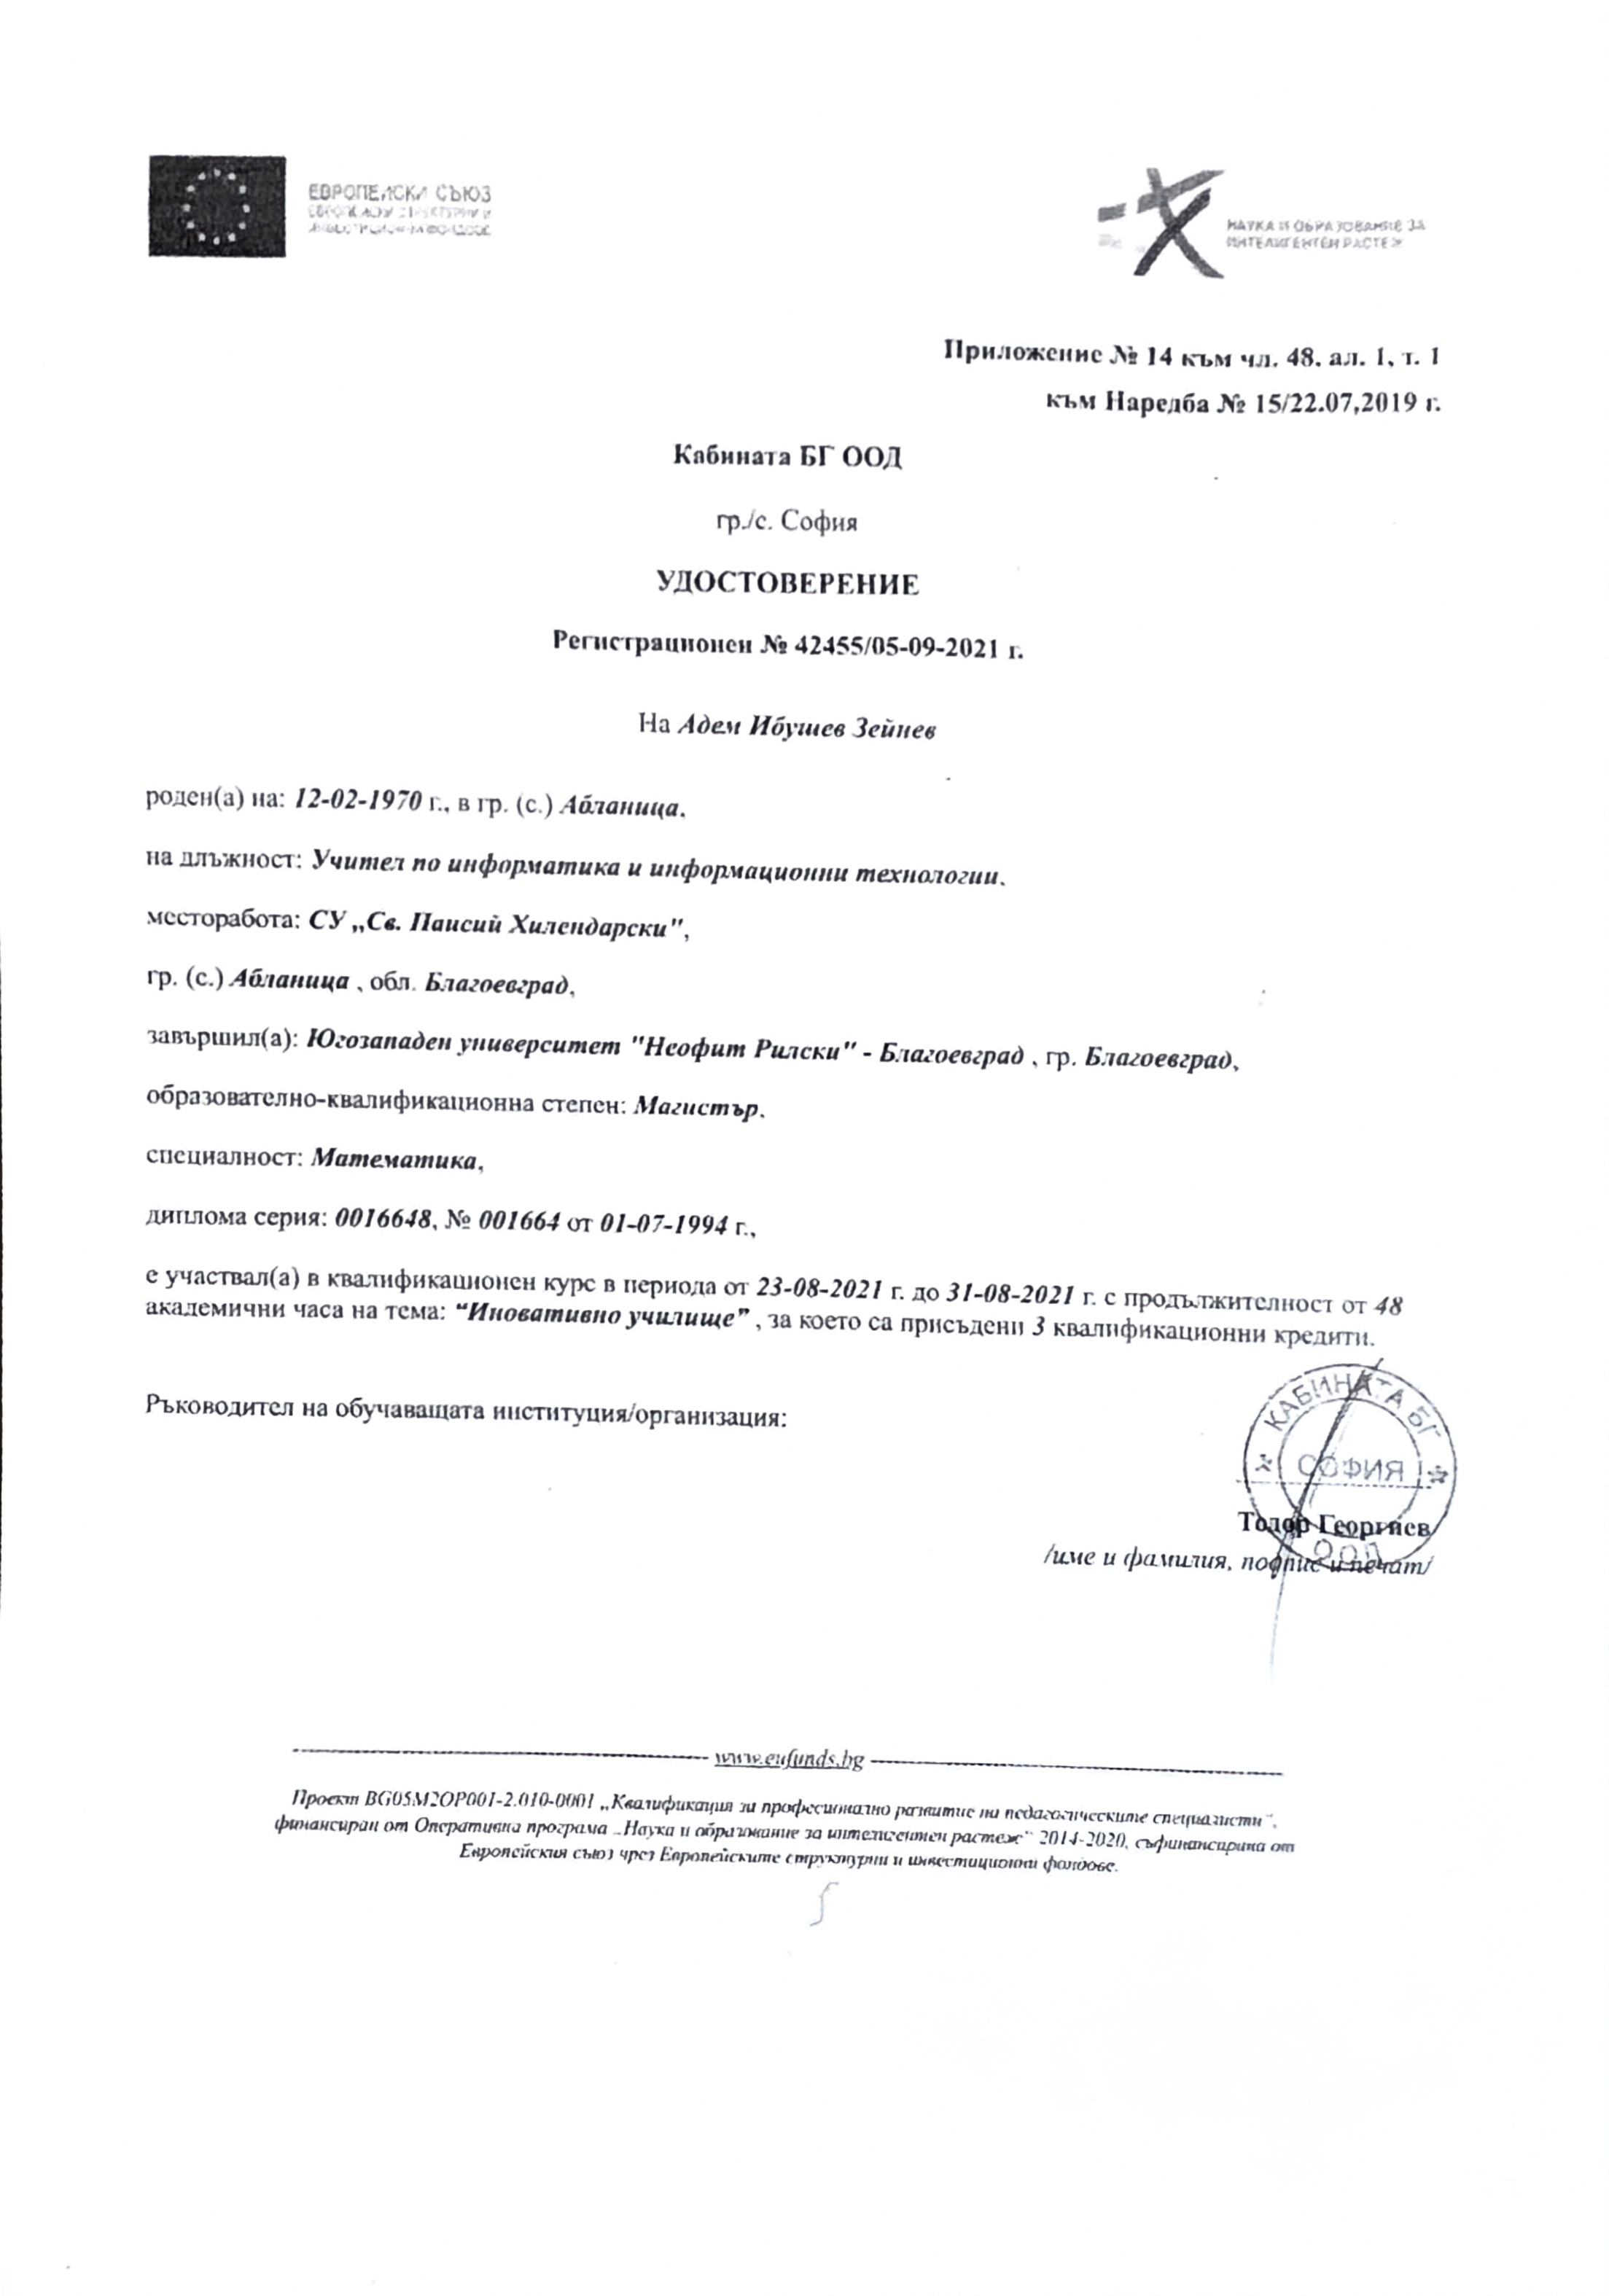 ЕВРОПЕЙСКИ СЪЮЗ
ЕВРОПЕЙСКИ СТРУКТУРНИ И
ИНВЕСТИЦИОННИ ФОНДОВЕ
НАУКА И ОБРАЗОВАНИЕ ЗА
ИНТЕЛИГЕНТЕН РАСТЕЖ
Приложение № 14 към чл. 48. ал. 1, т. 1
към Наредба № 15/22.07,2019 г.
Кабината БГ ООД
гр./с. София
УДОСТОВЕРЕНИЕ
Регистрационен № 42455/05-09-2021 г.
На Адем Ибушев Зейнев
роден(а) на: 12-02-1970 г., в гр. (с.) Абланица,
на длъжност: Учител по информатика и информационни технологии,
месторабота: СУ „Св. Паисий Хилендарски",
гр. (с.) Абланица , обл. Благоевград,
завършил(а): Югозападен университет "Неофит Рилски" - Благоевград , гр. Благоевград,
образователно-квалификационна степен: Магистър,
специалност: Математика,
диплома серия: 0016648, № 001664 от 01-07-1994 г.,
е участвал(а) в квалификационен курс в периода от 23-08-2021 г. до 31-08-2021 г. с продължителност от 48
академични часа на тема: “Иновативно училище” , за което са присъдени 3 квалификационни кредити.
Ръководител на обучаващата институция/организация:
КАБИНАТА БГ
СОФИЯ
ООД
Тодор Георгиев
/име и фамилия, подпис и печат/
www.eufunds.bg
Проект BG05M2OP001-2.010-0001 „Квалификация за професионално развитие на педагогическите специалисти“,
финансиран от Оперативна програма „Наука и образование за интелигентен растеж“ 2014-2020, съфинансирана от
Европейския съюз чрез Европейските структурни и инвестиционни фондове.